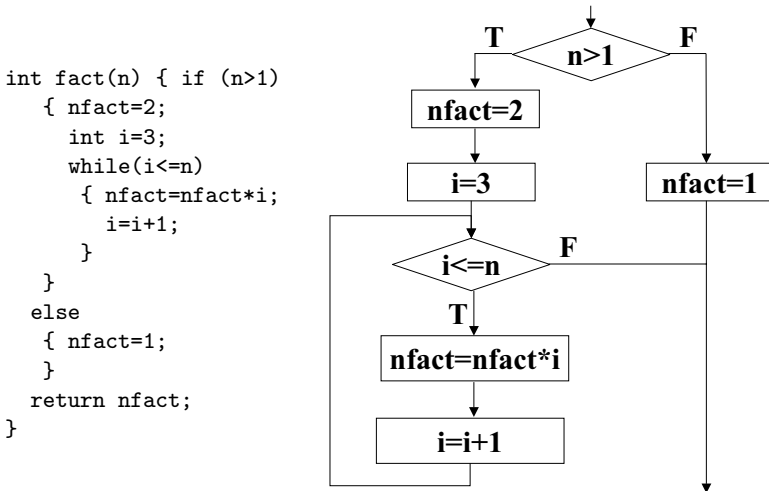 int fact(n) { if (n>1)
{ nfact=2;
int i=3;
while(i<=n)
{ nfact=nfact*i;
i=i+1;
}
}
else
{ nfact=1;
}
return nfact;
}
T
F
n>1
nfact=2
i=3
nfact=1
i<=n
F
T
nfact=nfact*i
i=i+1